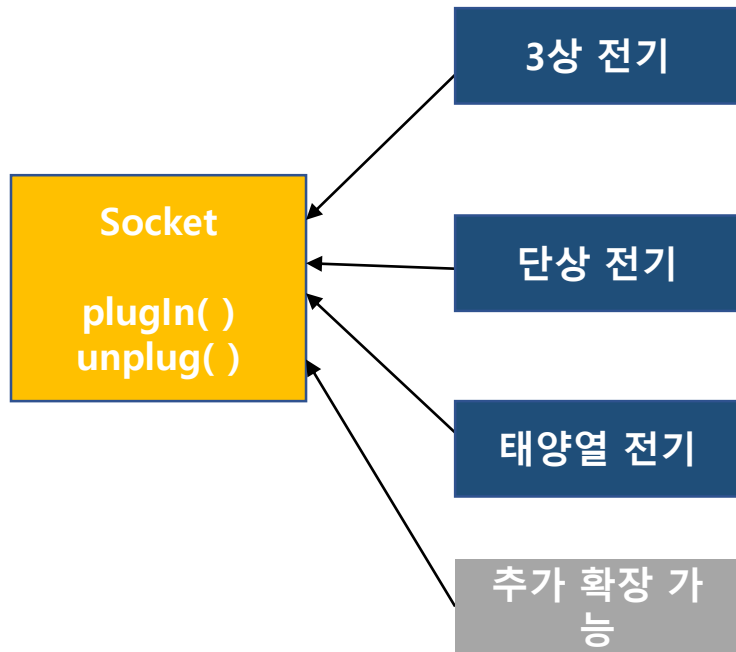 3상 전기
Socket
plugIn( )
unplug( )
단상 전기
태양열 전기
추가 확장 가
능